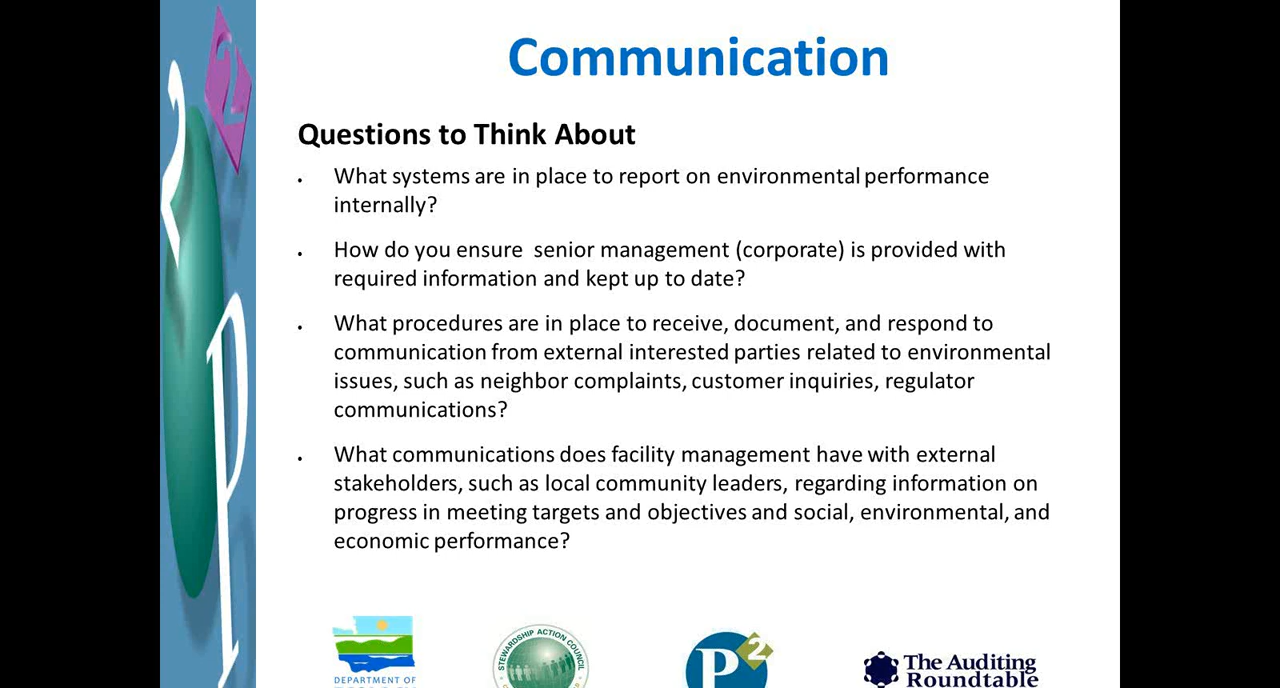 Communication
Questions to Think About
• What systems are in place to report on environmental performance
internally?
• How do you ensure senior management (corporate) is provided with
required information and kept up to date?
• What procedures are in place to receive, document, and respond to
communication from external interested parties related to environmental
issues, such as neighbor complaints, customer inquiries, regulator
communications?
• What communications does facility management have with external
stakeholders, such as local community leaders, regarding information on
progress in meeting targets and objectives and social, environmental, and
economic performance?
2
2
P
DEPARTMENT OF
STEWARDSHIP ACTION COUNCIL
P2
The Auditing
Roundtable